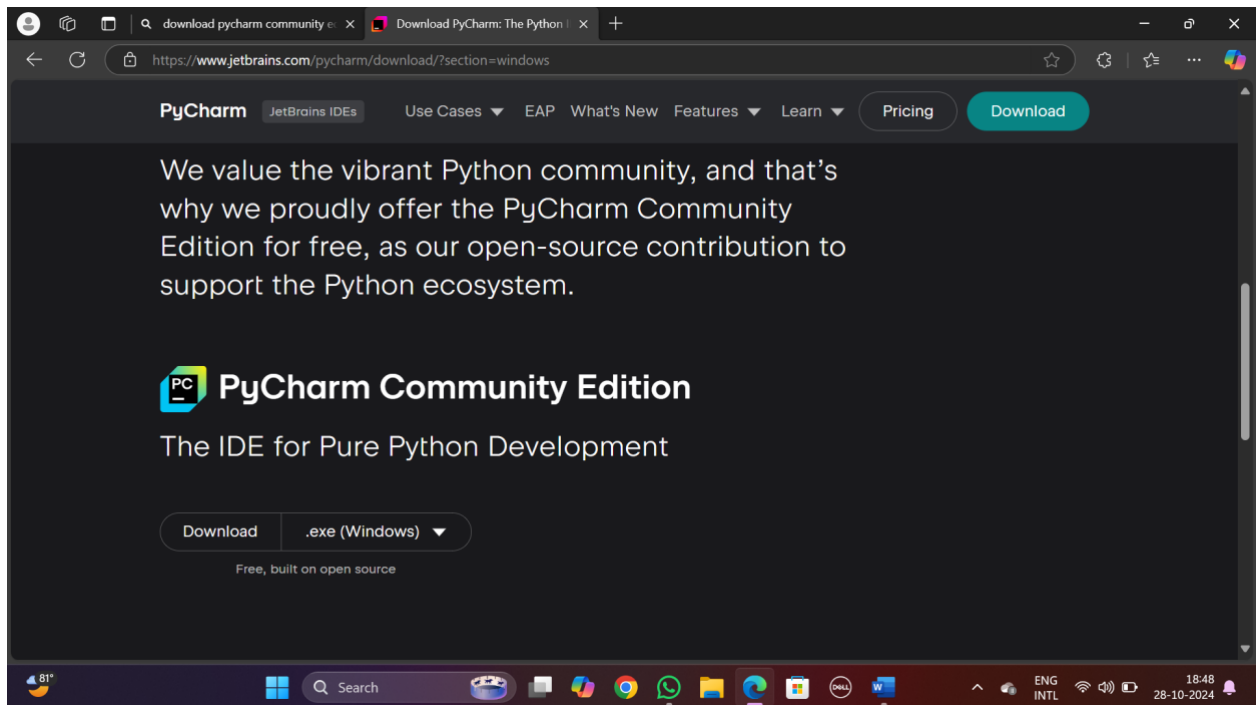 download pycharm community e
Download PyCharm: The Python I
https://www.jetbrains.com/pycharm/download/?section=windows
PyCharm JetBrains IDEs Use Cases EAP What's New Features Learn Pricing Download
We value the vibrant Python community, and that's
why we proudly offer the PyCharm Community
Edition for free, as our open-source contribution to
support the Python ecosystem.
PC PyCharm Community Edition
The IDE for Pure Python Development
Download .exe (Windows)
Free, built on open source
81°
Search
DELL
W
ENG
INTL
18:48
28-10-2024